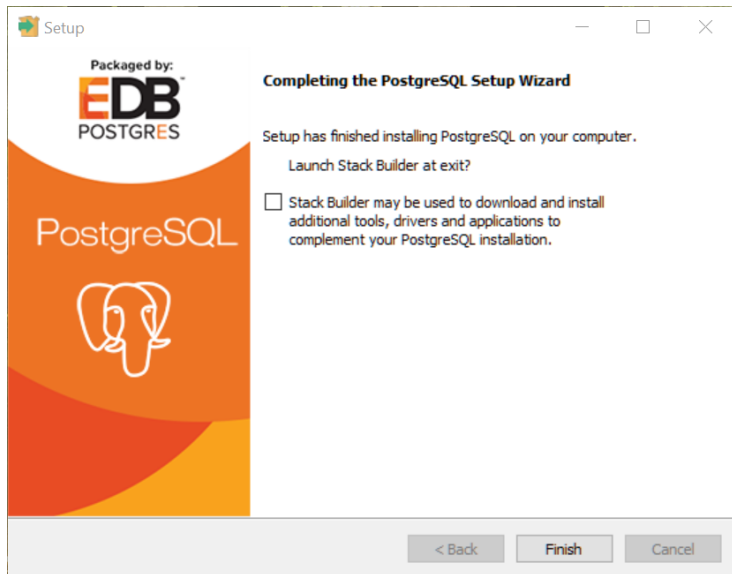 Setup
Packaged by:
EDB
POSTGRES
PostgreSQL
Completing the PostgreSQL Setup Wizard
Setup has finished installing PostgreSQL on your computer.
Launch Stack Builder at exit?
Stack Builder may be used to download and install
additional tools, drivers and applications to
complement your PostgreSQL installation.
< Back
Finish
Cancel